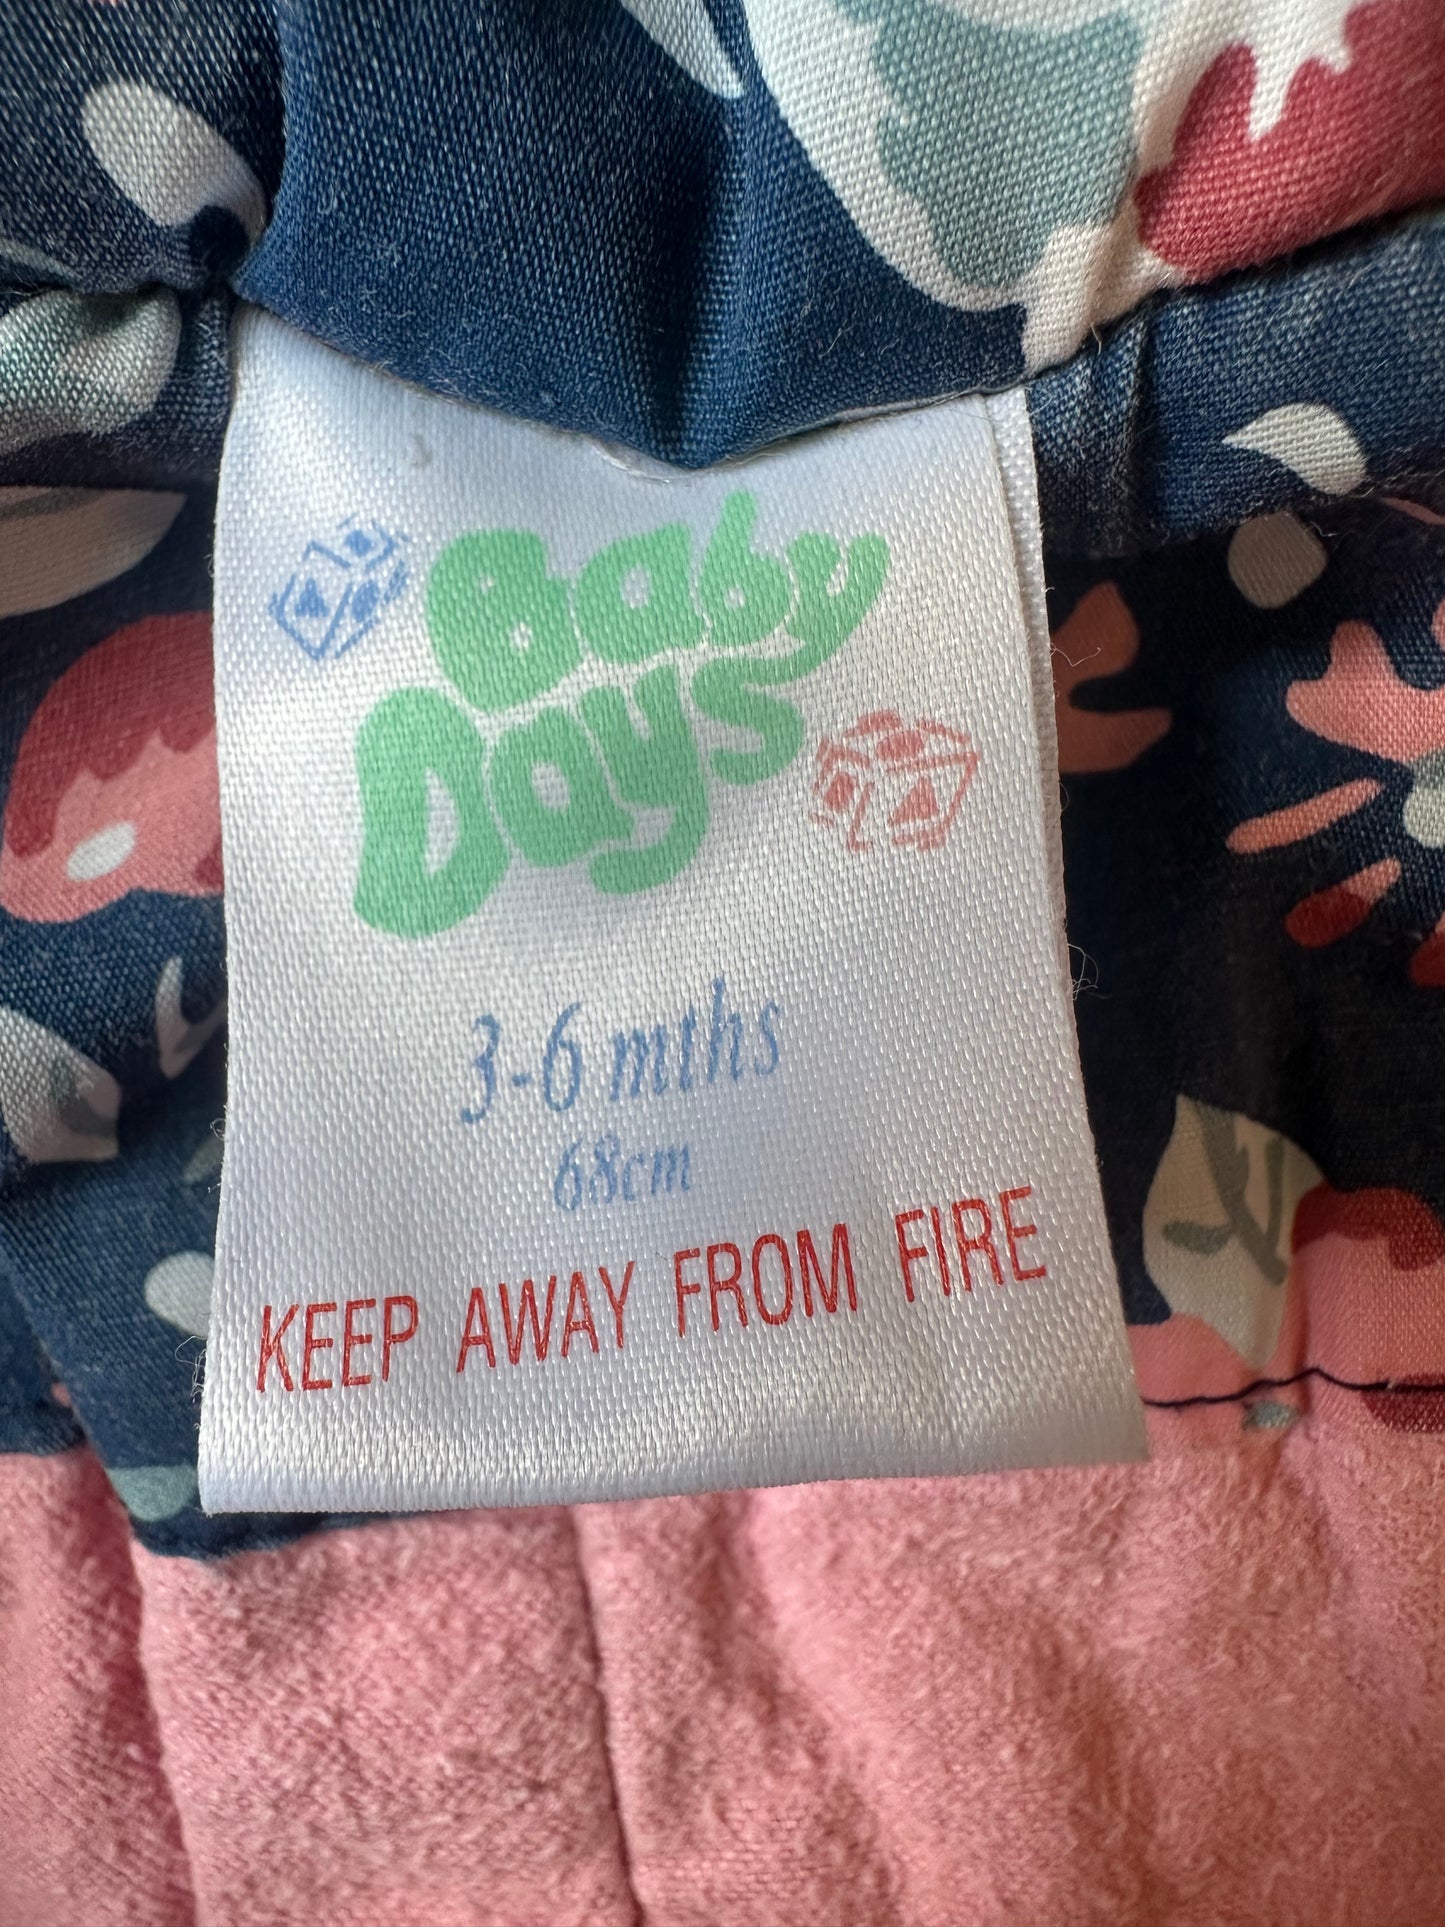 Baby
Days
3-6 mths
68cm
KEEP AWAY FROM FIRE